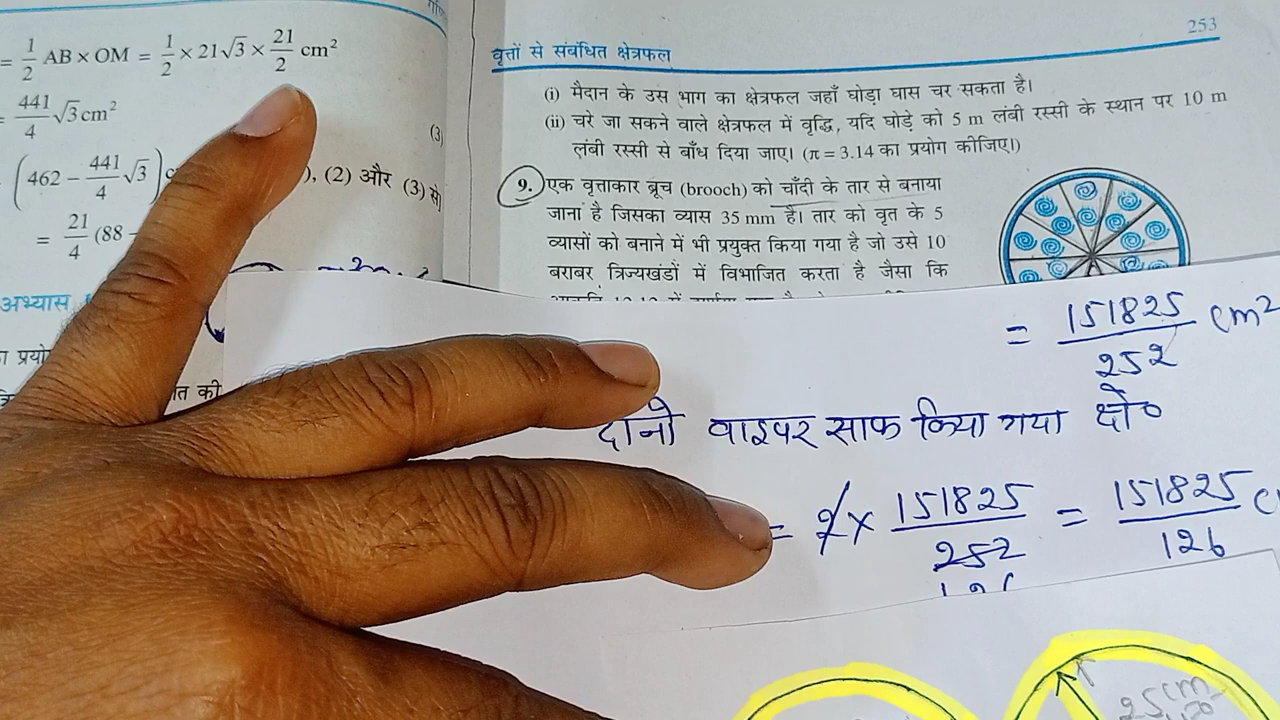 = 1/2 AB × OM = 1/2 × 21√3 × 21/2 cm²
= 441/4 √3 cm²
(3)
(462 − 441/4 √3)
), (2) और (3) से]
= 21/4 (88 −
अभ्यास
253
वृत्तों से संबंधित क्षेत्रफल
(i) मैदान के उस भाग का क्षेत्रफल जहाँ घोड़ा घास चर सकता है।
(ii) चरे जा सकने वाले क्षेत्रफल में वृद्धि, यदि घोड़े को 5 m लंबी रस्सी के स्थान पर 10 m
लंबी रस्सी से बाँध दिया जाए। (π = 3.14 का प्रयोग कीजिए।)
9. एक वृत्ताकार ब्रूच (brooch) को चाँदी के तार से बनाया
जाना है जिसका व्यास 35 mm है। तार को वृत के 5
व्यासों को बनाने में भी प्रयुक्त किया गया है जो उसे 10
बराबर त्रिज्यखंडों में विभाजित करता है जैसा कि
= 151825/252 cm²
दोनो वाइपर साफ किया गया क्षे०
= 2 × 151825/252 = 151825/126
25 cm